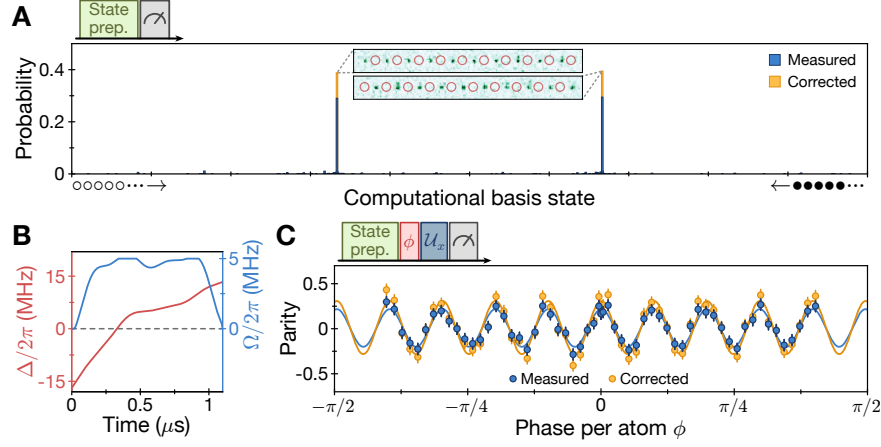 A
State prep.
Probability
0.4
0.2
0
Measured
Corrected
Computational basis state
B
Δ/2π (MHz)
15
0
-15
Ω/2π (MHz)
5
0
0
0.5
1
Time (μs)
C
State prep.
ϕ
𝒰ₓ
Parity
0.5
0
-0.5
Measured
Corrected
−π/2
−π/4
0
π/4
π/2
Phase per atom ϕ